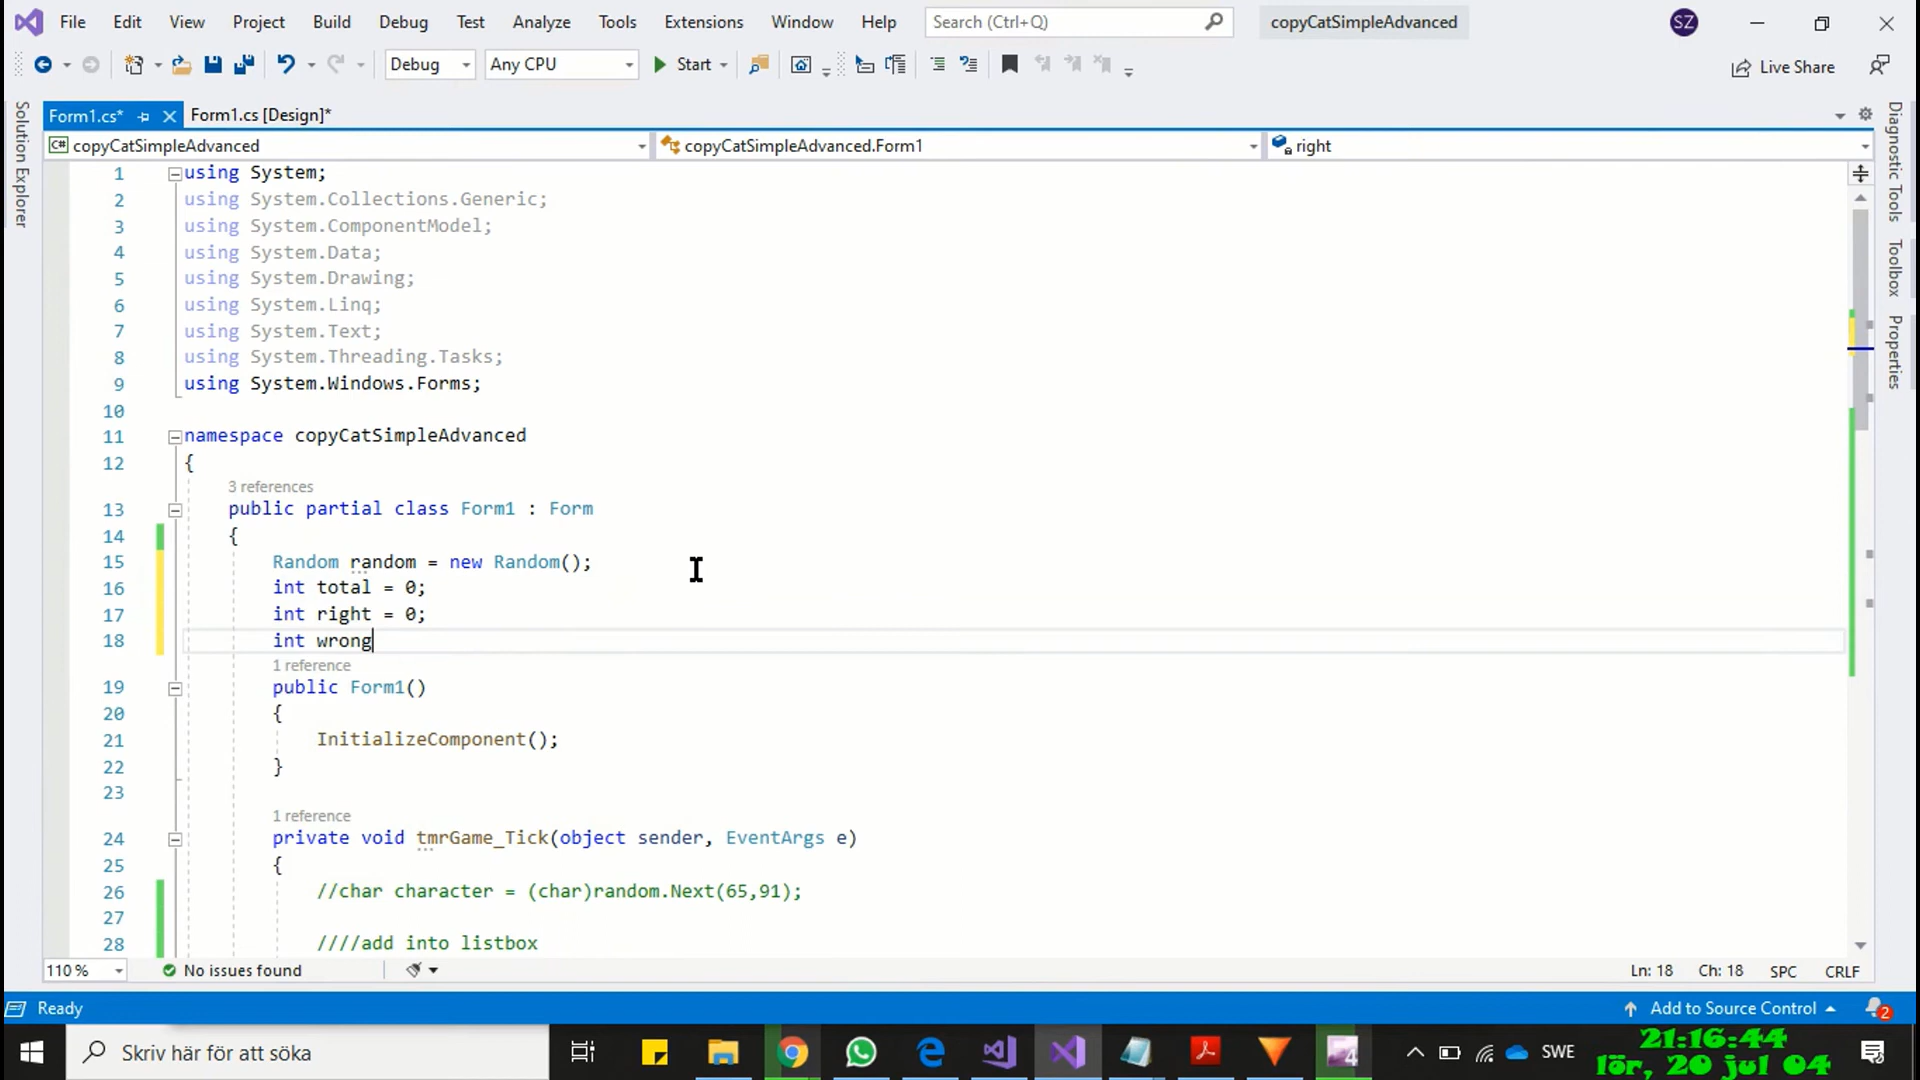 File Edit View Project Build Debug Test Analyze Tools Extensions Window Help Search (Ctrl+Q) copyCatSimpleAdvanced SZ
Debug Any CPU Start Live Share
Form1.cs* Form1.cs [Design]*
C# copyCatSimpleAdvanced copyCatSimpleAdvanced.Form1 right
Solution Explorer
Diagnostic Tools
Toolbox
Properties
1 using System;
2 using System.Collections.Generic;
3 using System.ComponentModel;
4 using System.Data;
5 using System.Drawing;
6 using System.Linq;
7 using System.Text;
8 using System.Threading.Tasks;
9 using System.Windows.Forms;
10
11 namespace copyCatSimpleAdvanced
12 {
3 references
13 public partial class Form1 : Form
14 {
15 Random random = new Random();
16 int total = 0;
17 int right = 0;
18 int wrong
1 reference
19 public Form1()
20 {
21 InitializeComponent();
22 }
23
1 reference
24 private void tmrGame_Tick(object sender, EventArgs e)
25 {
26 //char character = (char)random.Next(65,91);
27
28 ////add into listbox
110 % No issues found Ln: 18 Ch: 18 SPC CRLF
Ready Add to Source Control 2
Skriv här för att söka 4 SWE 21:16:44
lör, 20 jul 04